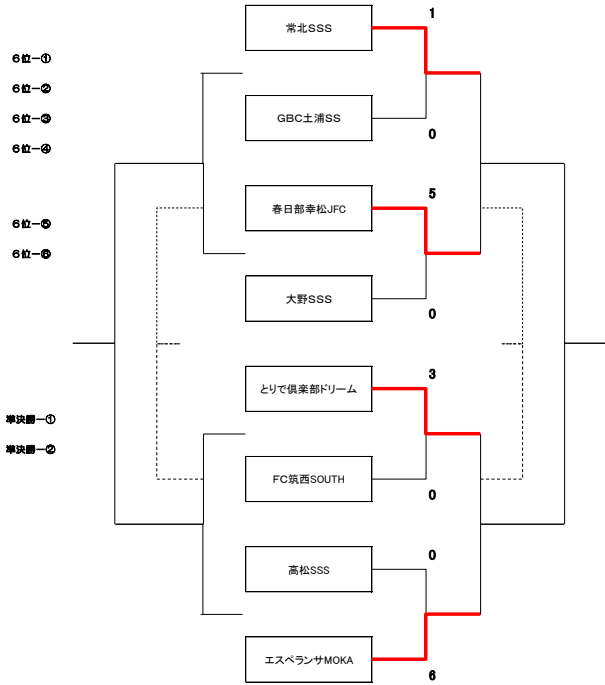 1
常北SSS
6位ー①
6位ー②
GBC土浦SS
6位ー③
0
6位ー④
5
春日部幸松JFC
6位ー⑤
6位ー⑥
大野SSS
0
3
とりで倶楽部ドリーム
準決勝ー①
準決勝ー②
FC筑西SOUTH
0
0
高松SSS
エスペランサMOKA
6